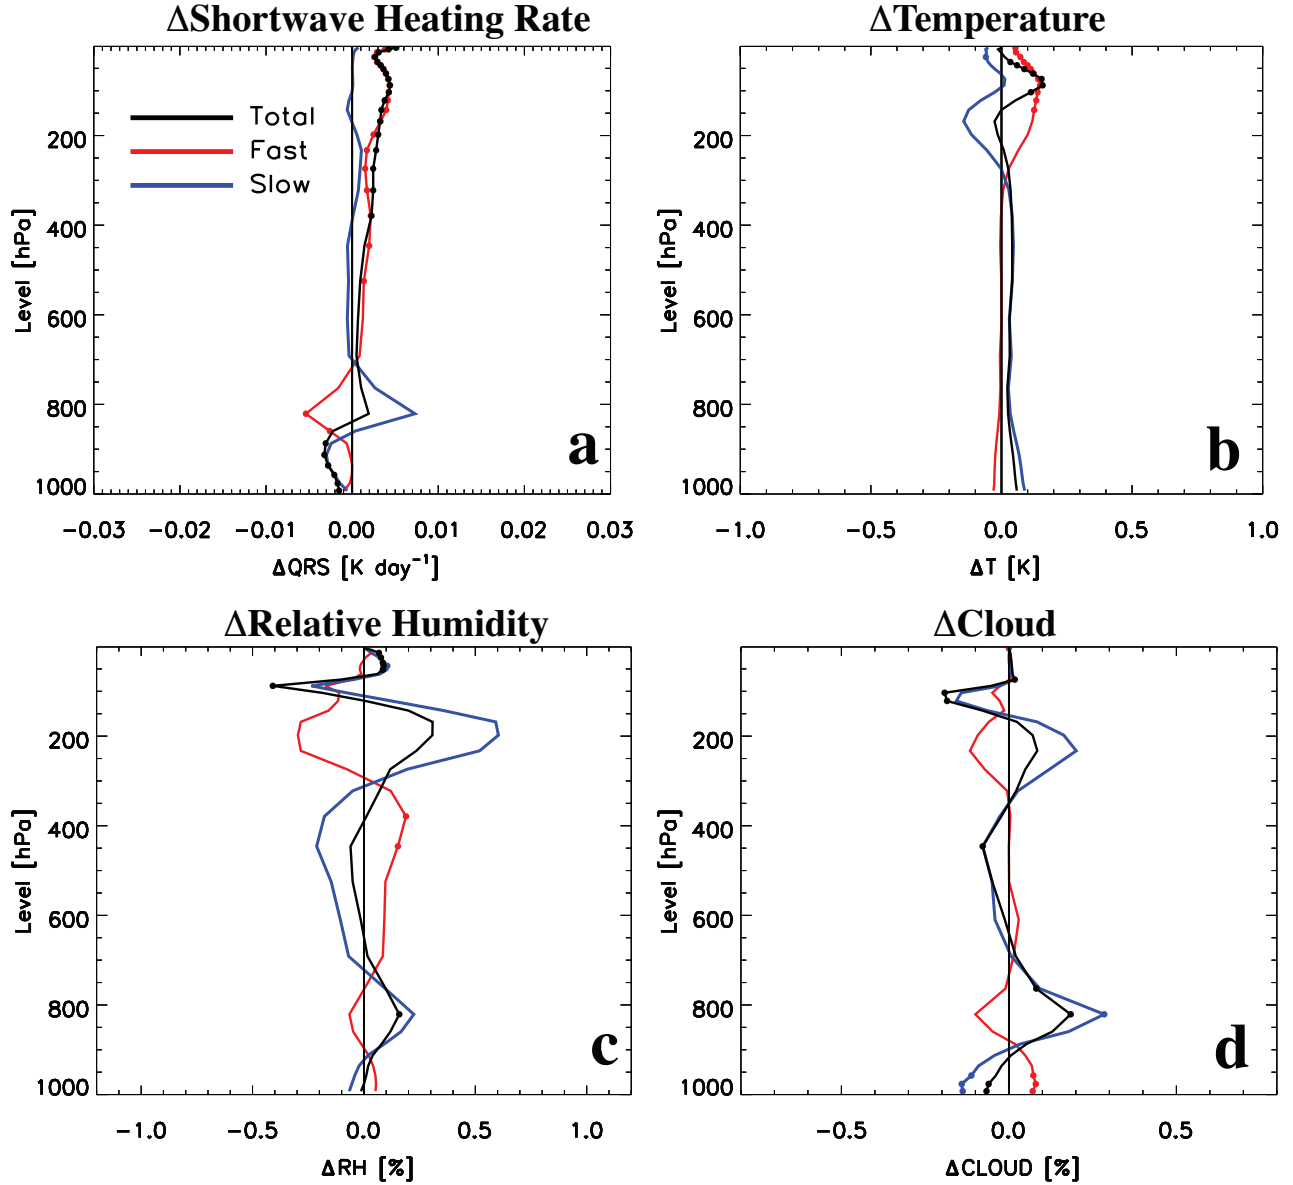 ΔShortwave Heating Rate
Total
Fast
Slow
200
400
600
800
1000
Level [hPa]
a
-0.03 -0.02 -0.01 0.00 0.01 0.02 0.03
ΔQRS [K day⁻¹]
ΔTemperature
200
400
600
800
1000
Level [hPa]
b
-1.0 -0.5 0.0 0.5 1.0
ΔT [K]
ΔRelative Humidity
200
400
600
800
1000
Level [hPa]
c
-1.0 -0.5 0.0 0.5 1.0
ΔRH [%]
ΔCloud
200
400
600
800
1000
Level [hPa]
d
-0.5 0.0 0.5
ΔCLOUD [%]